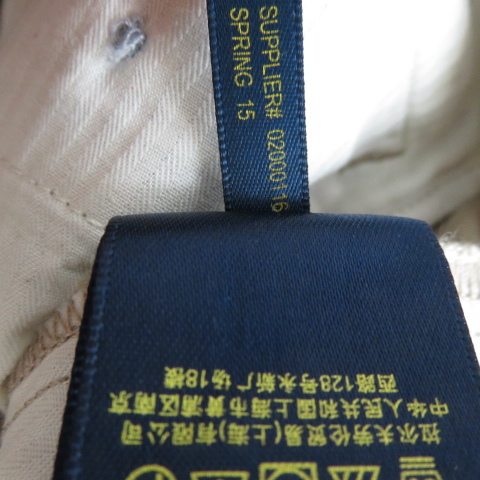 SUPPLIER# 02000116
SPRING 15
拉尔夫劳伦贸易(上海)有限公司
中华人民共和国上海市黄浦区南京
西路128号永新广场18楼